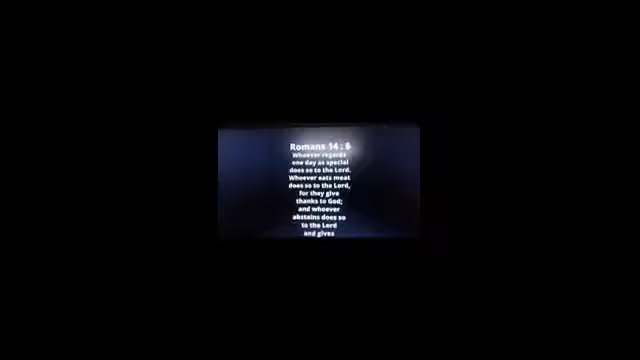 Romans 14 : 6
Whoever regards
one day as special
does so to the Lord.
Whoever eats meat
does so to the Lord,
for they give
thanks to God;
and whoever
abstains does so
to the Lord
and gives